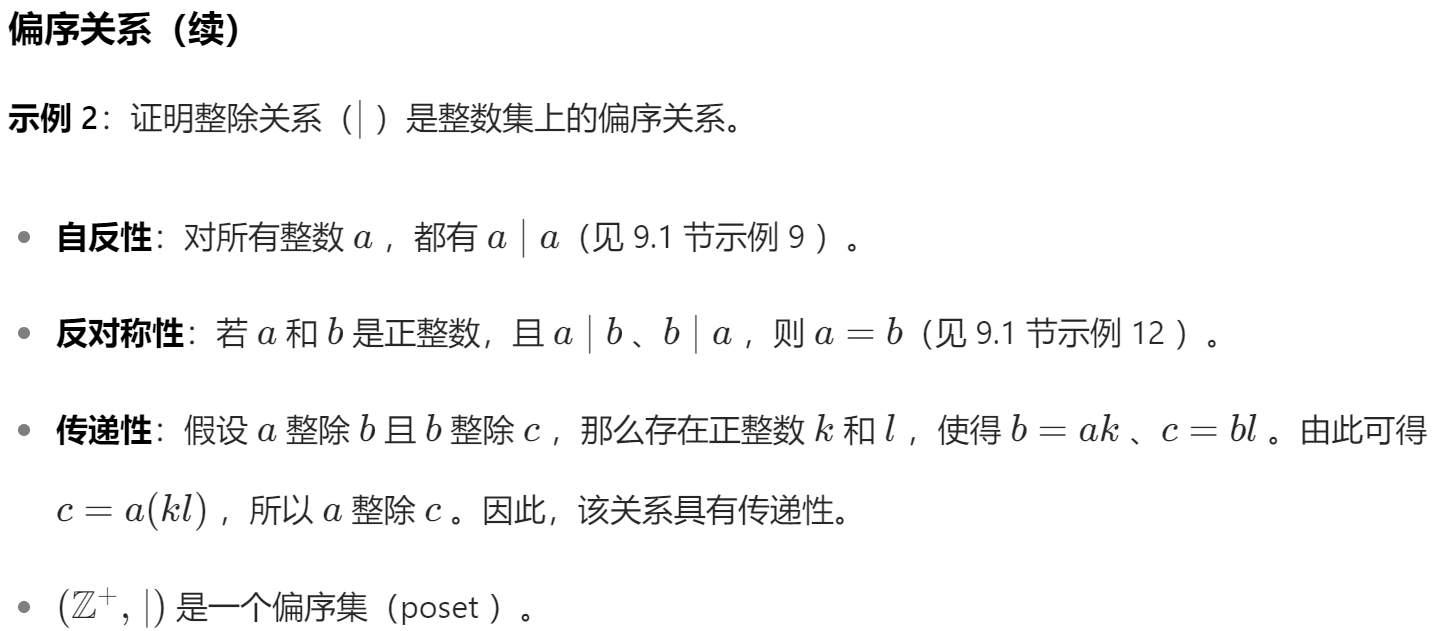 偏序关系（续）
示例 2：证明整除关系（| ）是整数集上的偏序关系。
• 自反性：对所有整数 a ，都有 a | a（见 9.1 节示例 9 ）。
• 反对称性：若 a 和 b 是正整数，且 a | b 、b | a ，则 a = b（见 9.1 节示例 12 ）。
• 传递性：假设 a 整除 b 且 b 整除 c ，那么存在正整数 k 和 l ，使得 b = ak 、c = bl 。由此可得
c = a(kl) ，所以 a 整除 c 。因此，该关系具有传递性。
• (ℤ⁺, |) 是一个偏序集（poset ）。